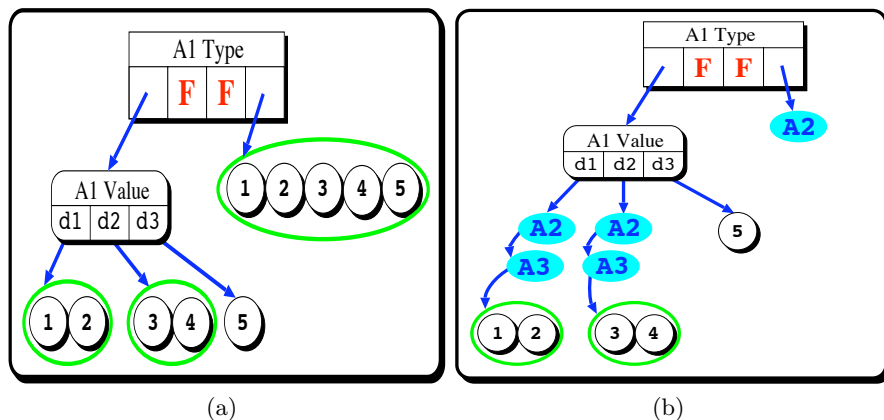 A1 Type
F F
A1 Value
d1 d2 d3
1 2 3 4 5
1 2 3 4 5
(a)
A1 Type
F F
A2
A1 Value
d1 d2 d3
A2 A2
5
A3 A3
1 2 3 4
(b)